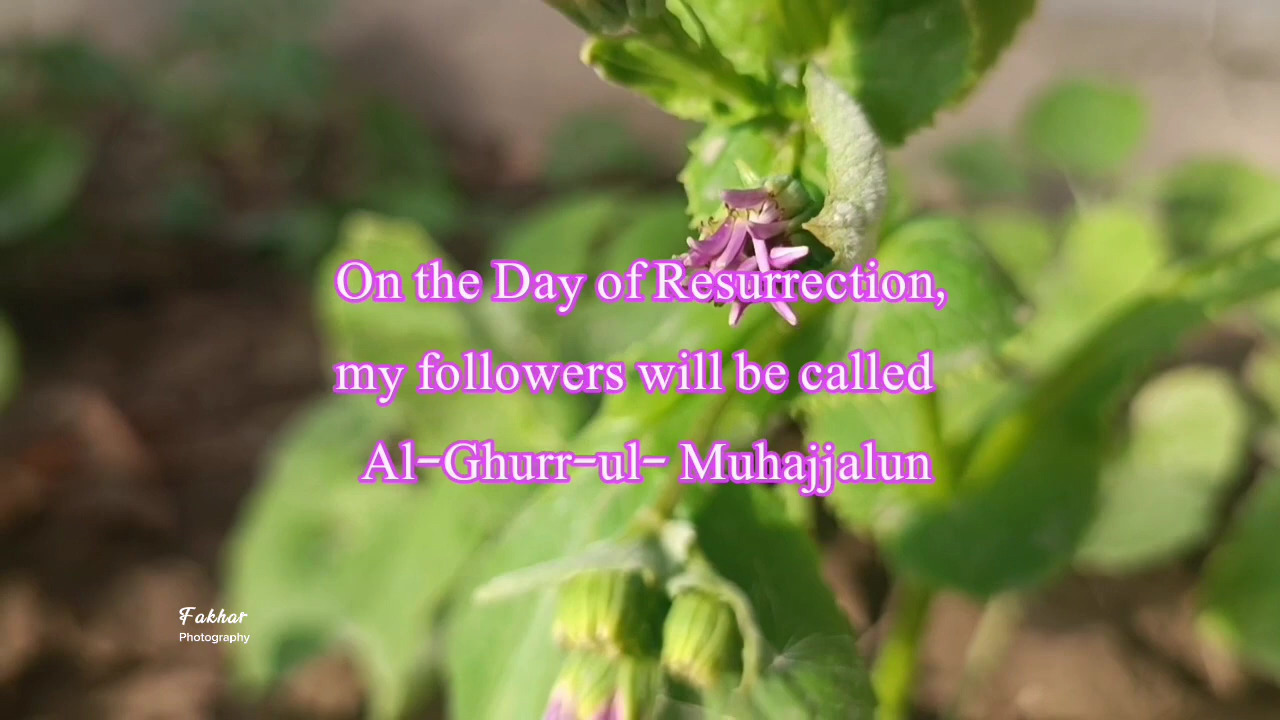 On the Day of Resurrection,
my followers will be called
Al-Ghurr-ul- Muhajjalun
Fakhar
Photography